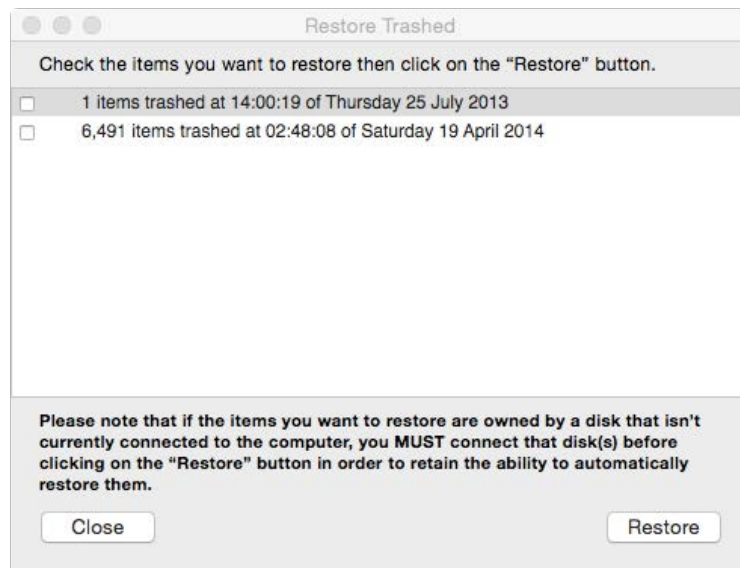 Restore Trashed
Check the items you want to restore then click on the “Restore” button.
1 items trashed at 14:00:19 of Thursday 25 July 2013
6,491 items trashed at 02:48:08 of Saturday 19 April 2014
Please note that if the items you want to restore are owned by a disk that isn’t
currently connected to the computer, you MUST connect that disk(s) before
clicking on the “Restore” button in order to retain the ability to automatically
restore them.
Close
Restore